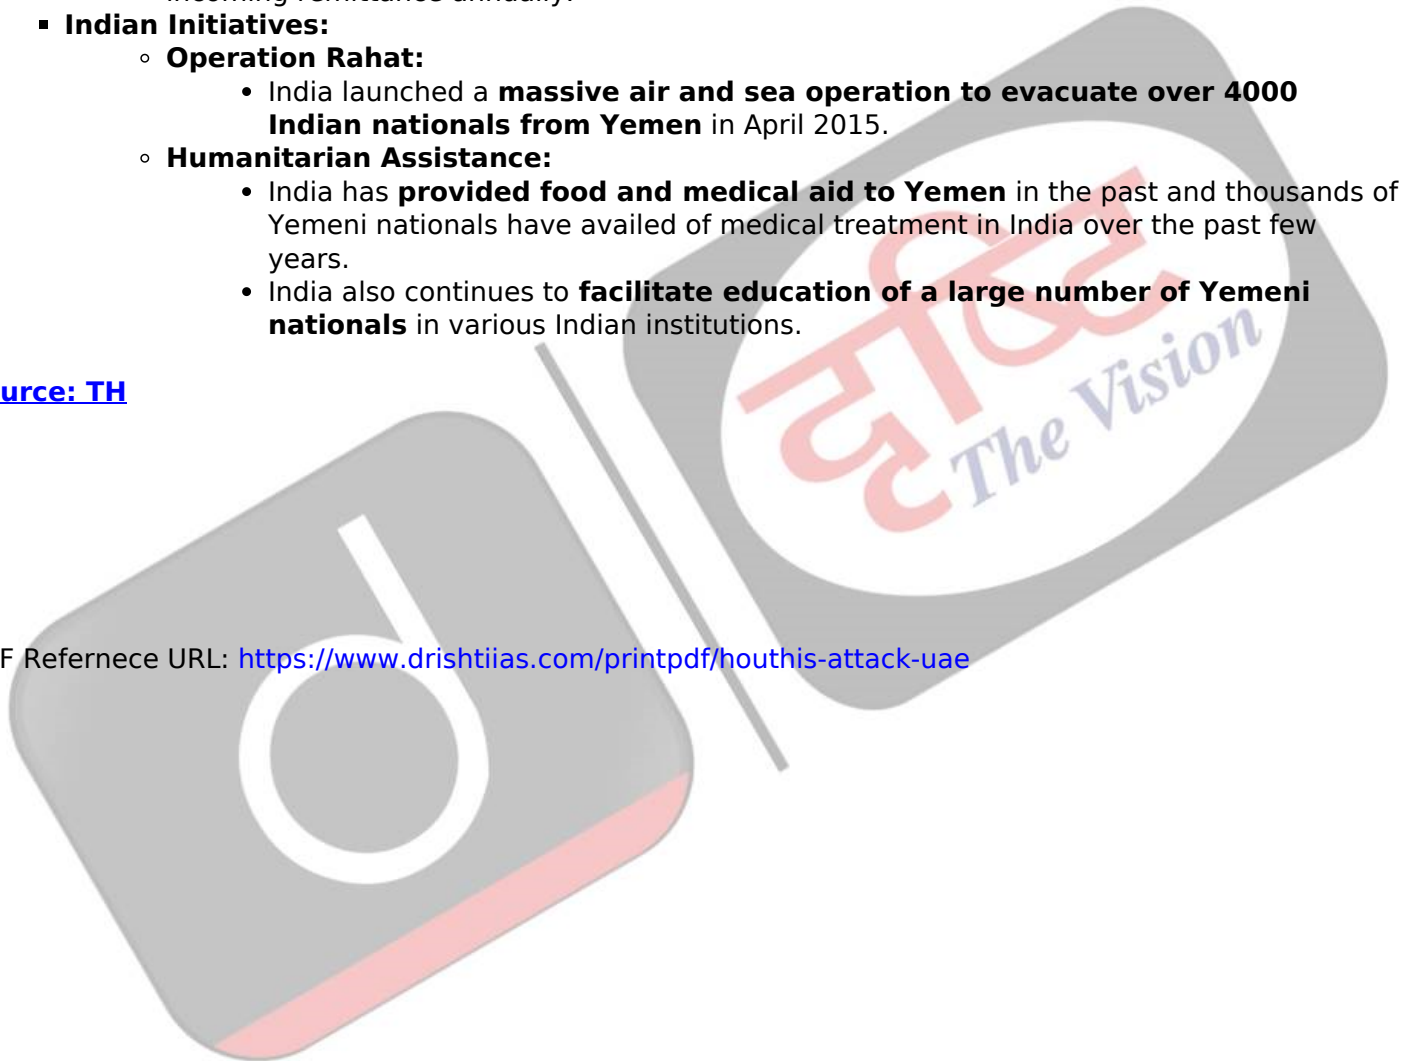 incoming remittance annually.
▪ Indian Initiatives:
◦ Operation Rahat:
• India launched a massive air and sea operation to evacuate over 4000
Indian nationals from Yemen in April 2015.
◦ Humanitarian Assistance:
• India has provided food and medical aid to Yemen in the past and thousands of
Yemeni nationals have availed of medical treatment in India over the past few
years.
• India also continues to facilitate education of a large number of Yemeni
nationals in various Indian institutions.
urce: TH
दृष्टि
The Vision
d
F Refernece URL: https://www.drishtiias.com/printpdf/houthis-attack-uae